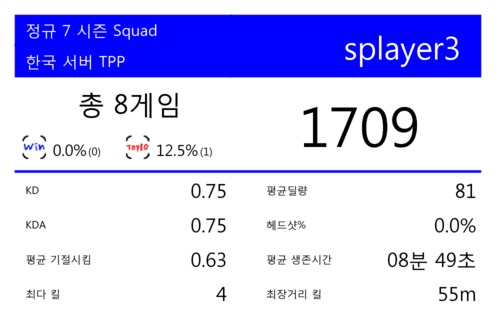 정규 7 시즌 Squad
한국 서버 TPP
splayer3
총 8게임
Win 0.0%(0) TOP10 12.5%(1)
1709
KD 0.75
평균딜량 81
KDA 0.75
헤드샷% 0.0%
평균 기절시킴 0.63
평균 생존시간 08분 49초
최다 킬 4
최장거리 킬 55m